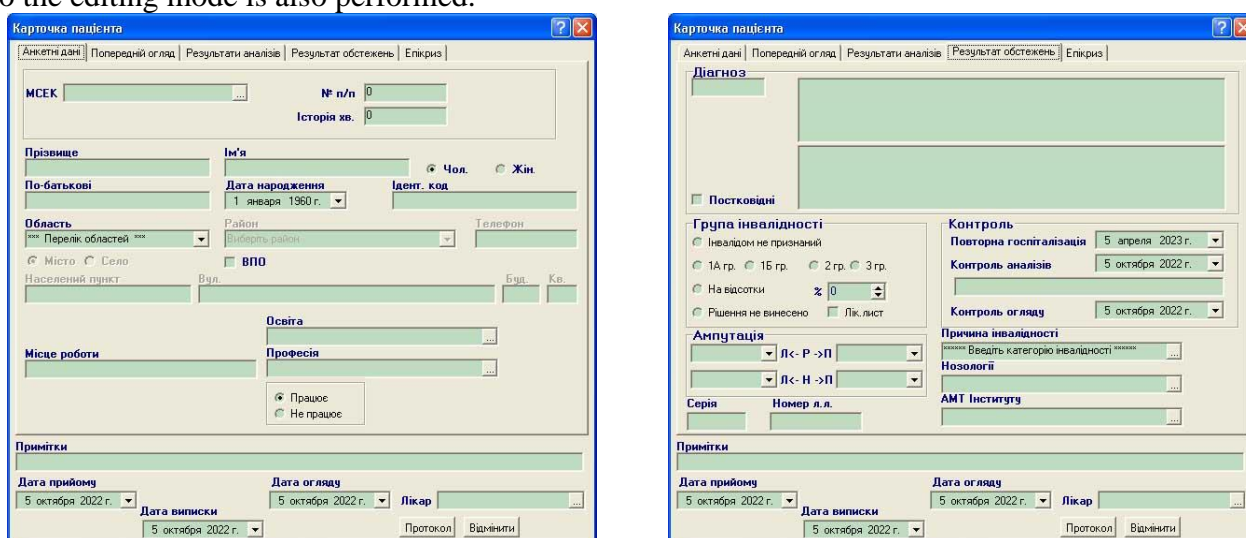 o the editing mode is also performed.
Карточка пацієнта
Анкетні дані Попередній огляд Результати аналізів Результат обстежень Епікриз
МСЕК ... № п/п 0
Історія хв. 0
Прізвище Ім'я Чол. Жін.
По-батькові Дата народження Ідент. код
1 января 1960 г.
Область Район Телефон
*** Перелік областей *** Виберіть район
Місто Село ВПО
Населений пункт Вул. Буд. Кв.
Освіта
...
Місце роботи Професія
...
Працює
Не працює
Примітки
Дата прийому Дата огляду
5 октября 2022 г. 5 октября 2022 г. Лікар ...
Дата виписки
5 октября 2022 г. Протокол Відмінити
Карточка пацієнта
Анкетні дані Попередній огляд Результати аналізів Результат обстежень Епікриз
Діагноз
Постковідні
Група інвалідності
Інвалідом не признаний
1А гр. 1Б гр. 2 гр. 3 гр.
На відсотки % 0
Рішення не винесено Лік.лист
Контроль
Повторна госпіталізація 5 апреля 2023 г.
Контроль аналізів 5 октября 2022 г.
Контроль огляду 5 октября 2022 г.
Ампутація
Л<- Р ->П
Л<- Н ->П
Серія Номер л.л.
Причина інвалідності
****** Введіть категорію інвалідності ****** ...
Нозології
...
АМТ Інституту
...
Примітки
Дата прийому Дата огляду
5 октября 2022 г. 5 октября 2022 г. Лікар ...
Дата виписки
5 октября 2022 г. Протокол Відмінити